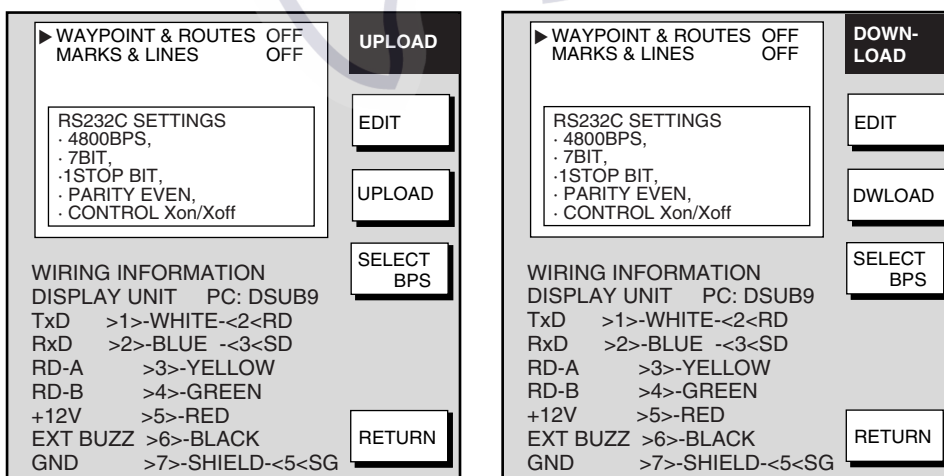 WAYPOINT & ROUTES OFF
MARKS & LINES OFF
RS232C SETTINGS
· 4800BPS,
· 7BIT,
·1STOP BIT,
· PARITY EVEN,
· CONTROL Xon/Xoff
WIRING INFORMATION
DISPLAY UNIT PC: DSUB9
TxD >1>-WHITE-<2<RD
RxD >2>-BLUE -<3<SD
RD-A >3>-YELLOW
RD-B >4>-GREEN
+12V >5>-RED
EXT BUZZ >6>-BLACK
GND >7>-SHIELD-<5<SG
UPLOAD
EDIT
UPLOAD
SELECT
BPS
RETURN
WAYPOINT & ROUTES OFF
MARKS & LINES OFF
RS232C SETTINGS
· 4800BPS,
· 7BIT,
·1STOP BIT,
· PARITY EVEN,
· CONTROL Xon/Xoff
WIRING INFORMATION
DISPLAY UNIT PC: DSUB9
TxD >1>-WHITE-<2<RD
RxD >2>-BLUE -<3<SD
RD-A >3>-YELLOW
RD-B >4>-GREEN
+12V >5>-RED
EXT BUZZ >6>-BLACK
GND >7>-SHIELD-<5<SG
DOWN-
LOAD
EDIT
DWLOAD
SELECT
BPS
RETURN